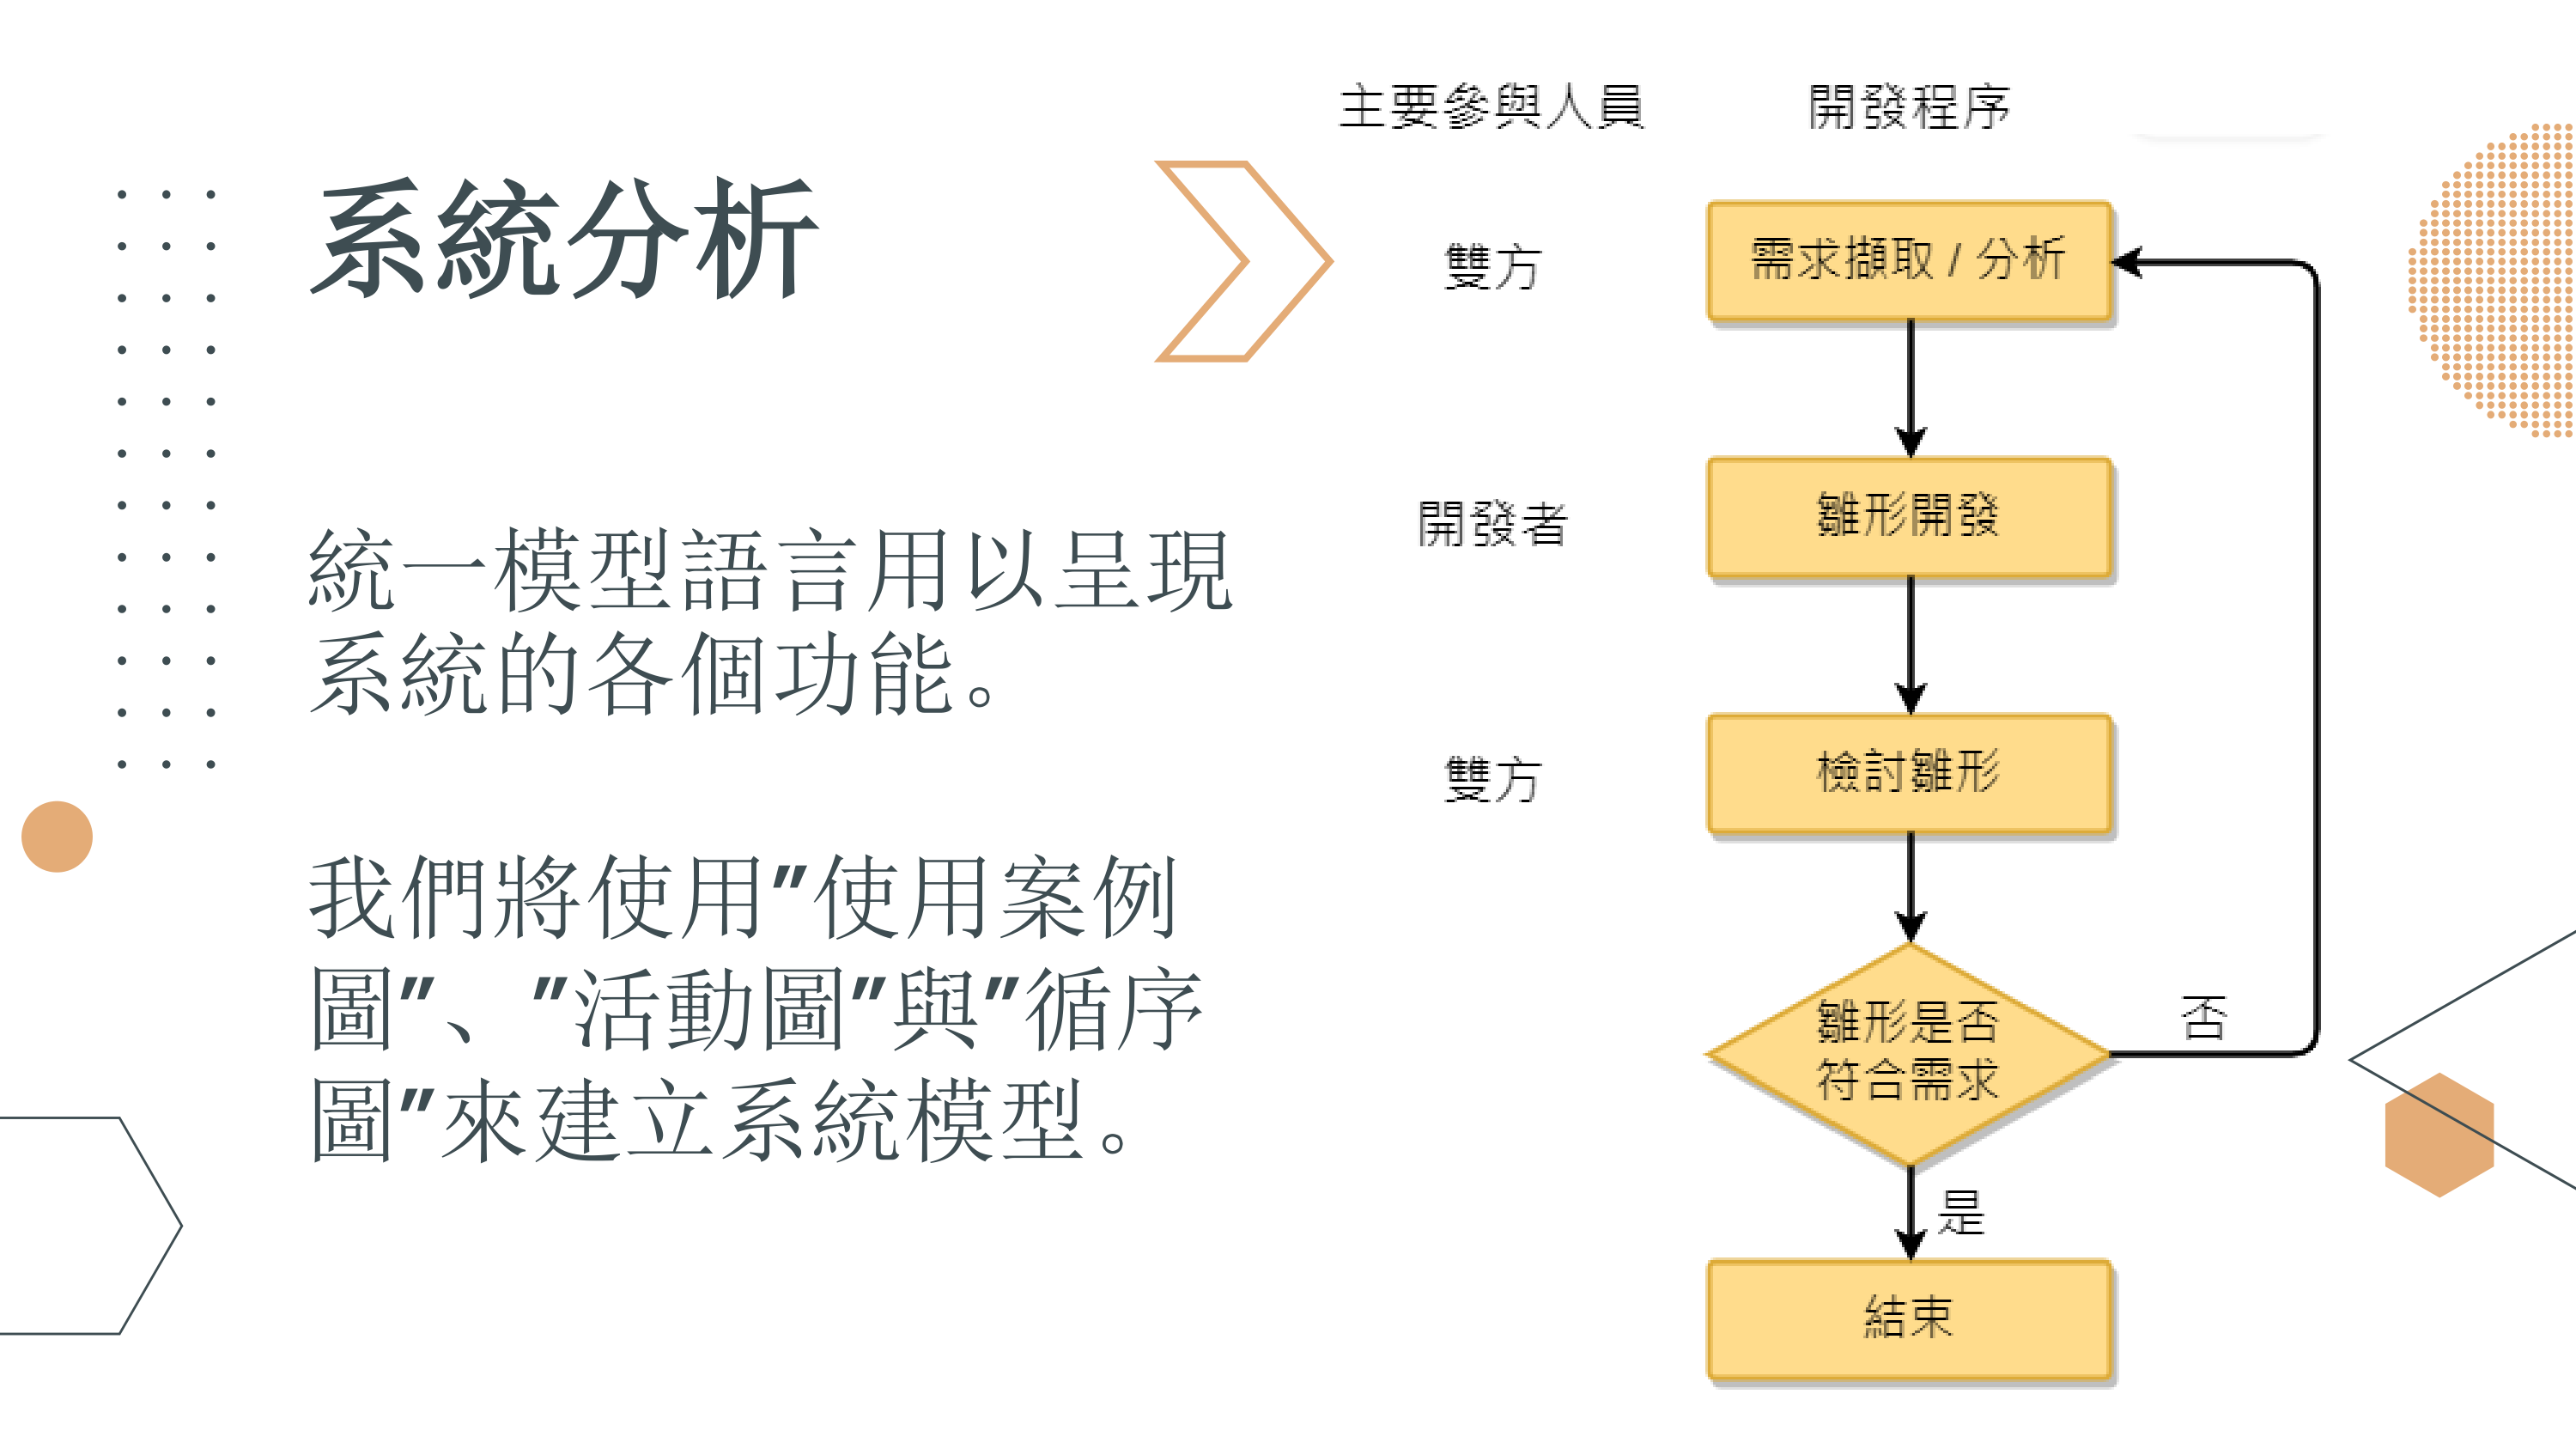 系統分析
統一模型語言用以呈現
系統的各個功能。
我們將使用"使用案例
圖"、"活動圖"與"循序
圖"來建立系統模型。
主要參與人員
開發程序
雙方
需求擷取 / 分析
開發者
雛形開發
雙方
檢討雛形
雛形是否
符合需求
否
是
結束